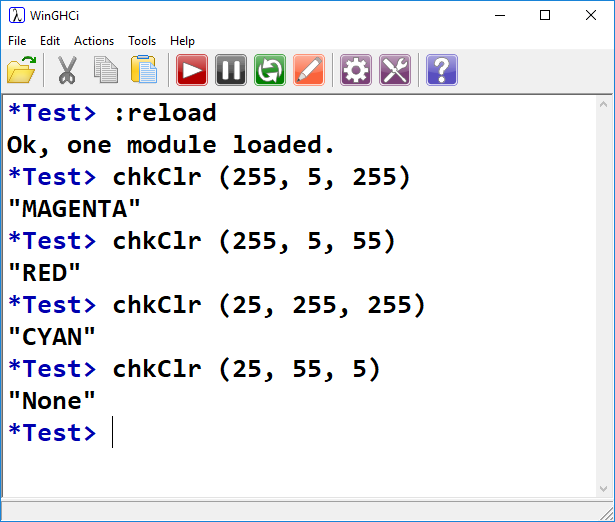 WinGHCi
File Edit Actions Tools Help
*Test> :reload
Ok, one module loaded.
*Test> chkClr (255, 5, 255)
"MAGENTA"
*Test> chkClr (255, 5, 55)
"RED"
*Test> chkClr (25, 255, 255)
"CYAN"
*Test> chkClr (25, 55, 5)
"None"
*Test>